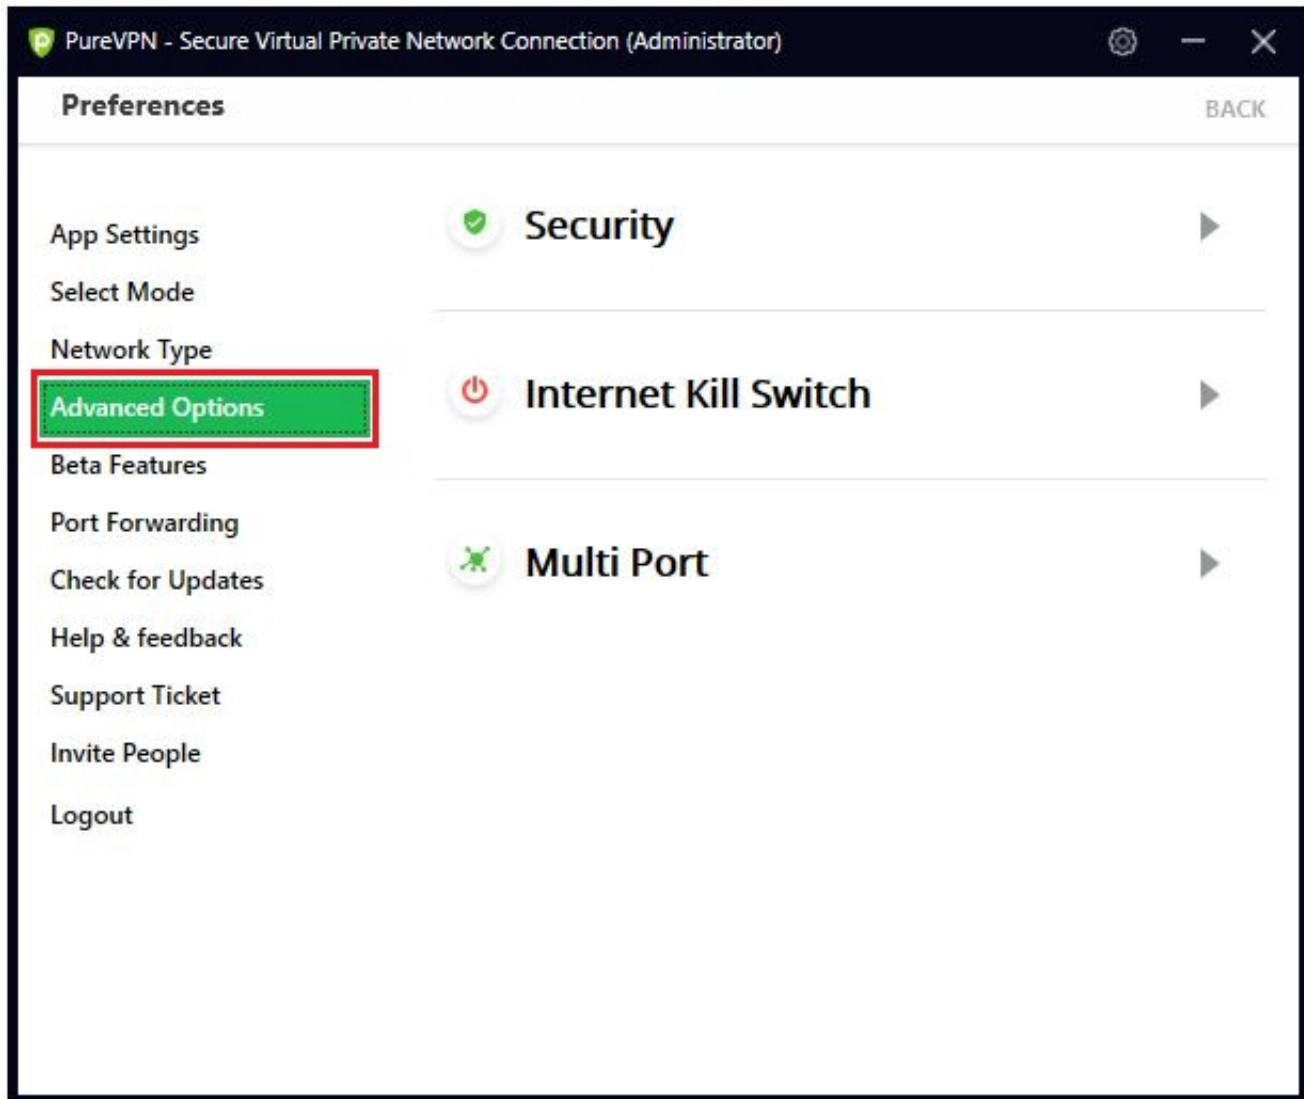 PureVPN - Secure Virtual Private Network Connection (Administrator)
Preferences
BACK
App Settings
Select Mode
Network Type
Advanced Options
Beta Features
Port Forwarding
Check for Updates
Help & feedback
Support Ticket
Invite People
Logout
Security
Internet Kill Switch
Multi Port